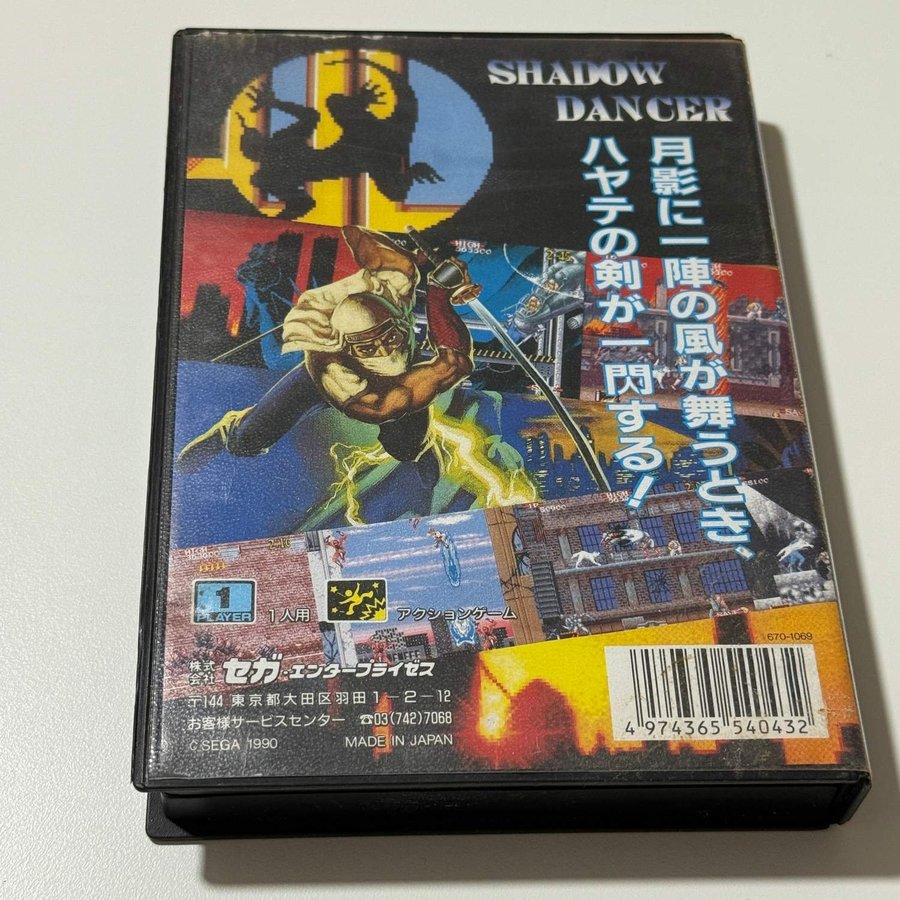 SHADOW
DANCER
月影に一陣の風が舞うとき、
ハヤテの剣が一閃する!
1
PLAYER
1人用
アクションゲーム
670-1069
株式会社 セガ・エンタープライゼス
〒144 東京都大田区羽田1-2-12
お客様サービスセンター ☎03(742)7068
©SEGA 1990 MADE IN JAPAN
4 974365 540432